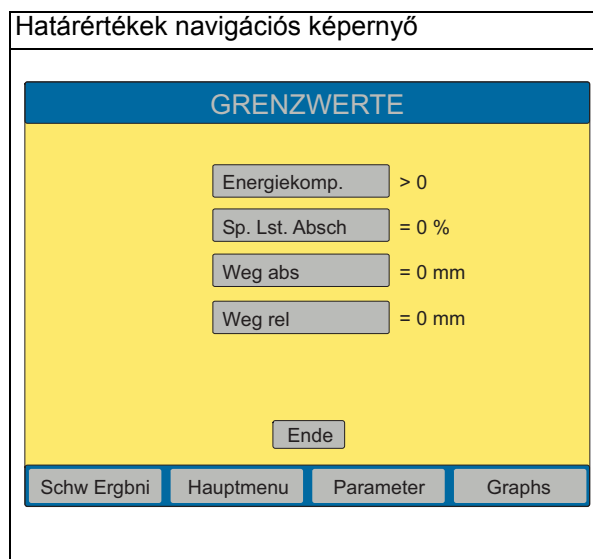 Határértékek navigációs képernyő
GRENZWERTE
Energiekomp. > 0
Sp. Lst. Absch = 0 %
Weg abs = 0 mm
Weg rel = 0 mm
Ende
Schw Ergbni Hauptmenu Parameter Graphs